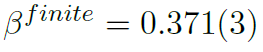 β^{finite} = 0.371(3)